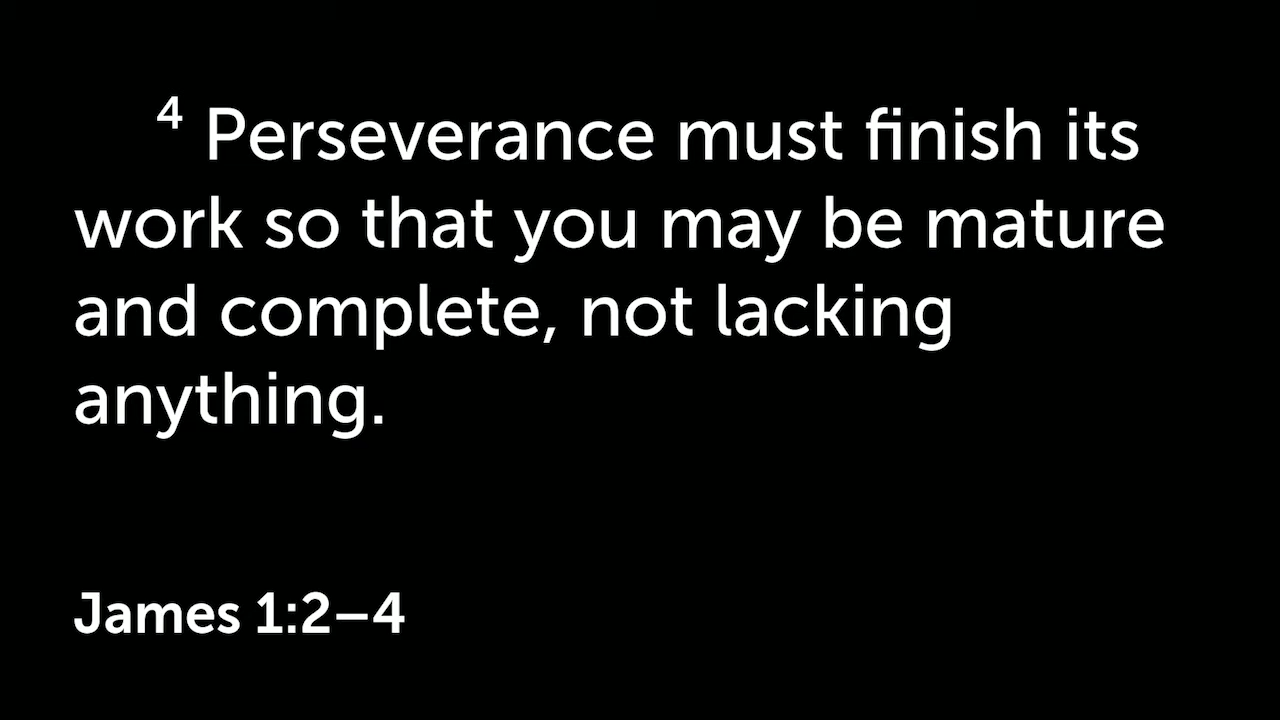 4 Perseverance must finish its
work so that you may be mature
and complete, not lacking
anything.
James 1:2–4